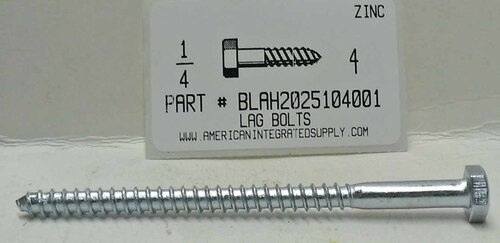 ZINC
1/4 4
PART # BLAH2025104001
LAG BOLTS
WWW.AMERICANINTEGRATEDSUPPLY.COM